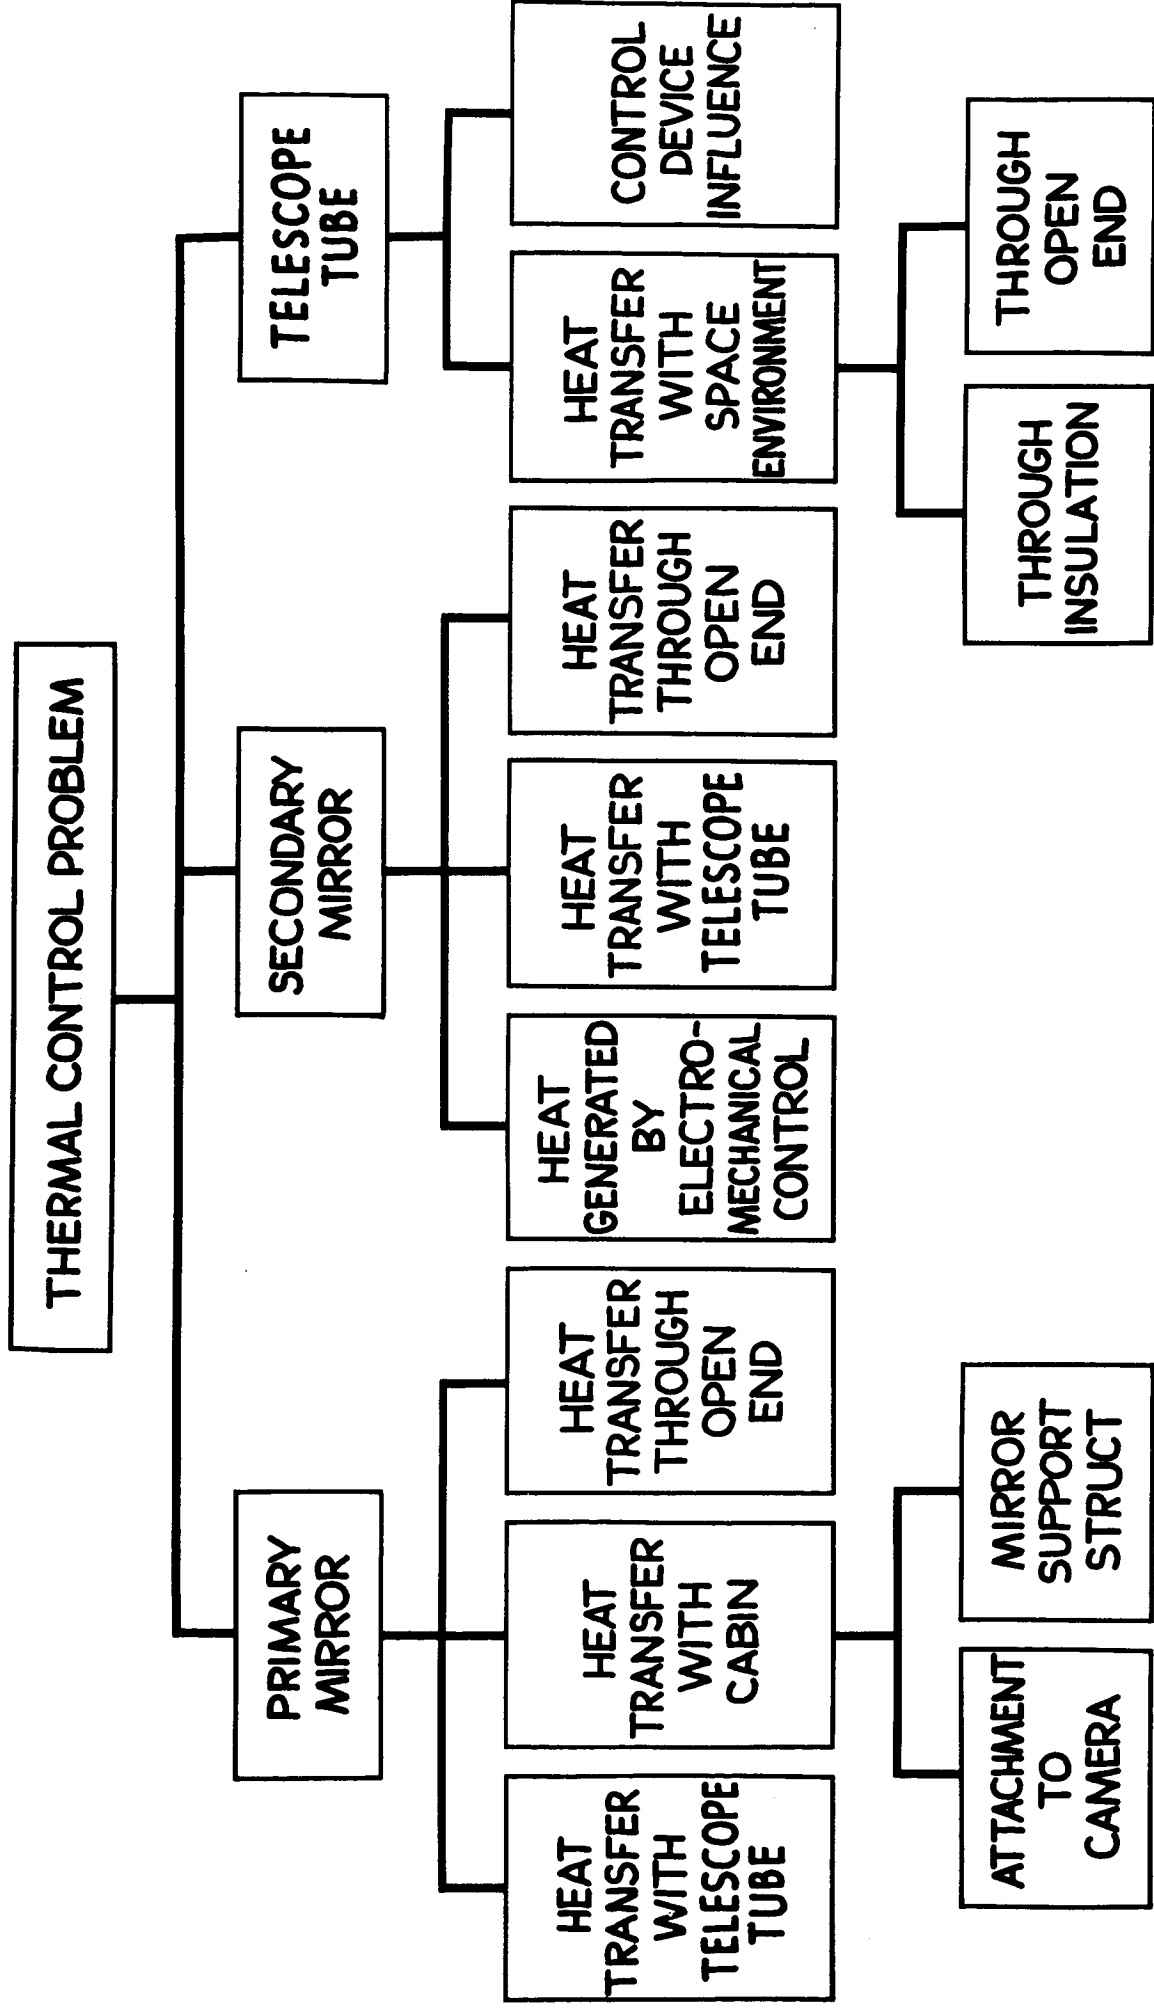 THERMAL CONTROL PROBLEM
PRIMARY
MIRROR
SECONDARY
MIRROR
TELESCOPE
TUBE
HEAT
TRANSFER
WITH
TELESCOPE
TUBE
HEAT
TRANSFER
WITH
CABIN
HEAT
TRANSFER
THROUGH
OPEN
END
HEAT
GENERATED
BY
ELECTRO-
MECHANICAL
CONTROL
HEAT
TRANSFER
WITH
TELESCOPE
TUBE
HEAT
TRANSFER
THROUGH
OPEN
END
HEAT
TRANSFER
WITH
SPACE
ENVIRONMENT
CONTROL
DEVICE
INFLUENCE
ATTACHMENT
TO
CAMERA
MIRROR
SUPPORT
STRUCT
THROUGH
INSULATION
THROUGH
OPEN
END